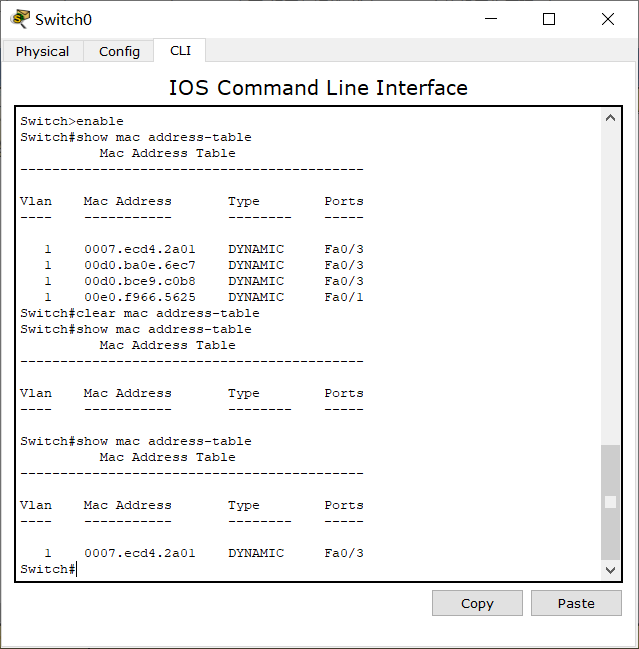 Switch0
Physical Config CLI
IOS Command Line Interface
Switch>enable
Switch#show mac address-table
          Mac Address Table
-------------------------------------------

Vlan    Mac Address       Type        Ports
----    -----------       --------    -----

   1    0007.ecd4.2a01    DYNAMIC     Fa0/3
   1    00d0.ba0e.6ec7    DYNAMIC     Fa0/3
   1    00d0.bce9.c0b8    DYNAMIC     Fa0/3
   1    00e0.f966.5625    DYNAMIC     Fa0/1
Switch#clear mac address-table
Switch#show mac address-table
          Mac Address Table
-------------------------------------------

Vlan    Mac Address       Type        Ports
----    -----------       --------    -----

Switch#show mac address-table
          Mac Address Table
-------------------------------------------

Vlan    Mac Address       Type        Ports
----    -----------       --------    -----

   1    0007.ecd4.2a01    DYNAMIC     Fa0/3
Switch#
Copy Paste